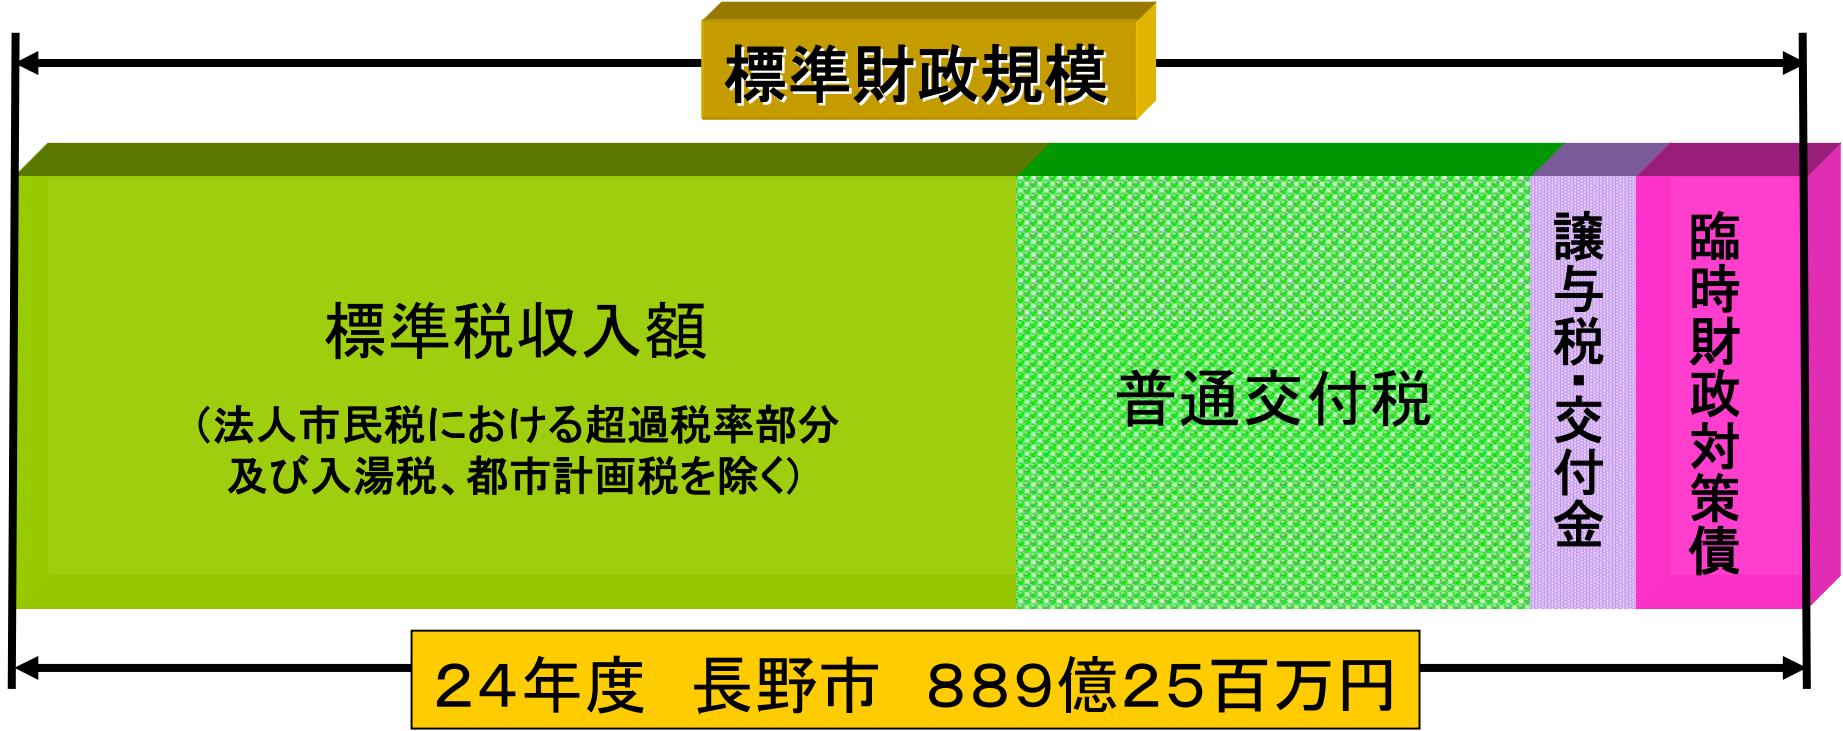 標準財政規模
標準税収入額
（法人市民税における超過税率部分
及び入湯税、都市計画税を除く）
普通交付税
譲与税・交付金
臨時財政対策債
２４年度　長野市　８８９億２５百万円